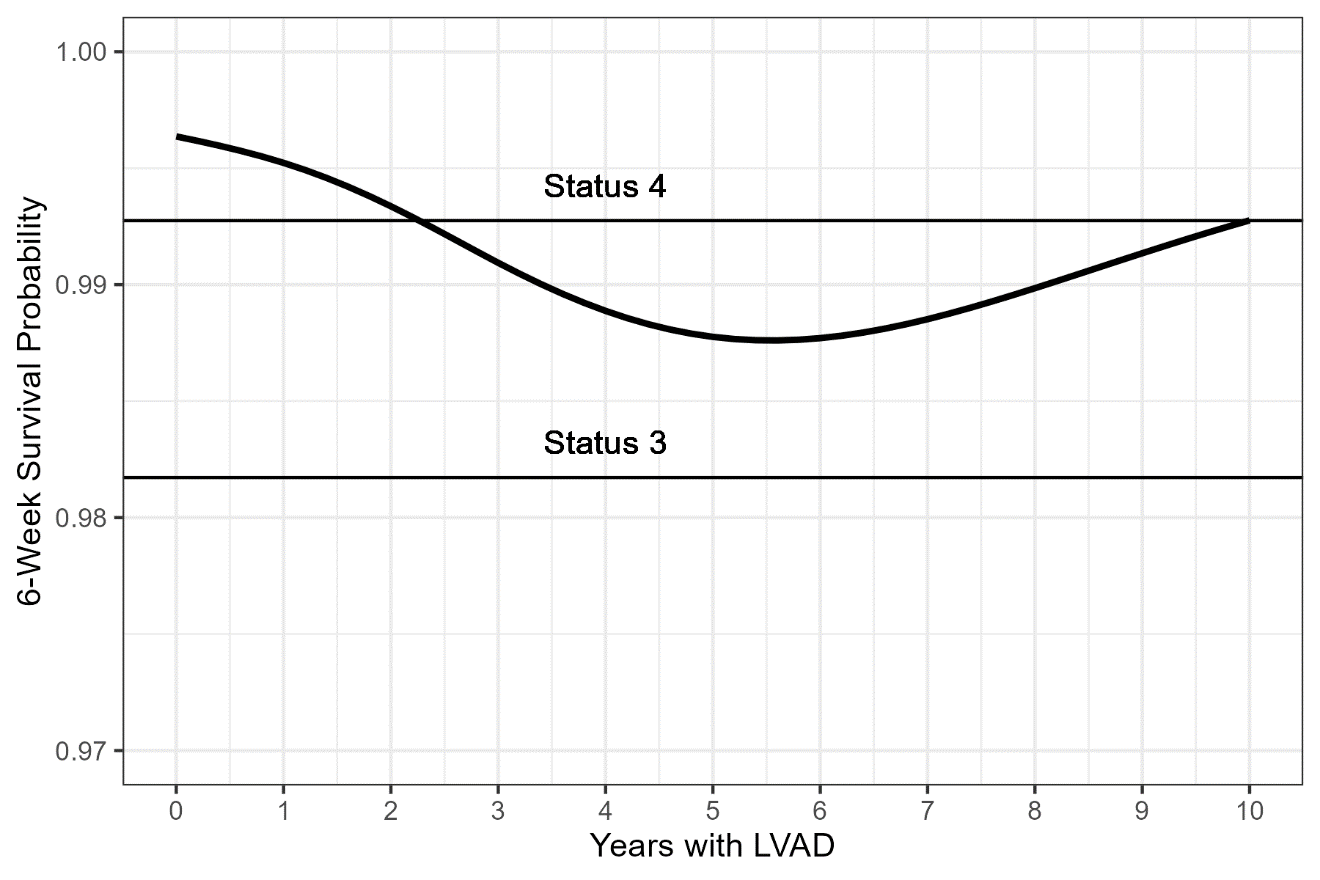 1.00
Status 4
0.99
Status 3
0.98
0.97
6-Week Survival Probability
0 1 2 3 4 5 6 7 8 9 10
Years with LVAD